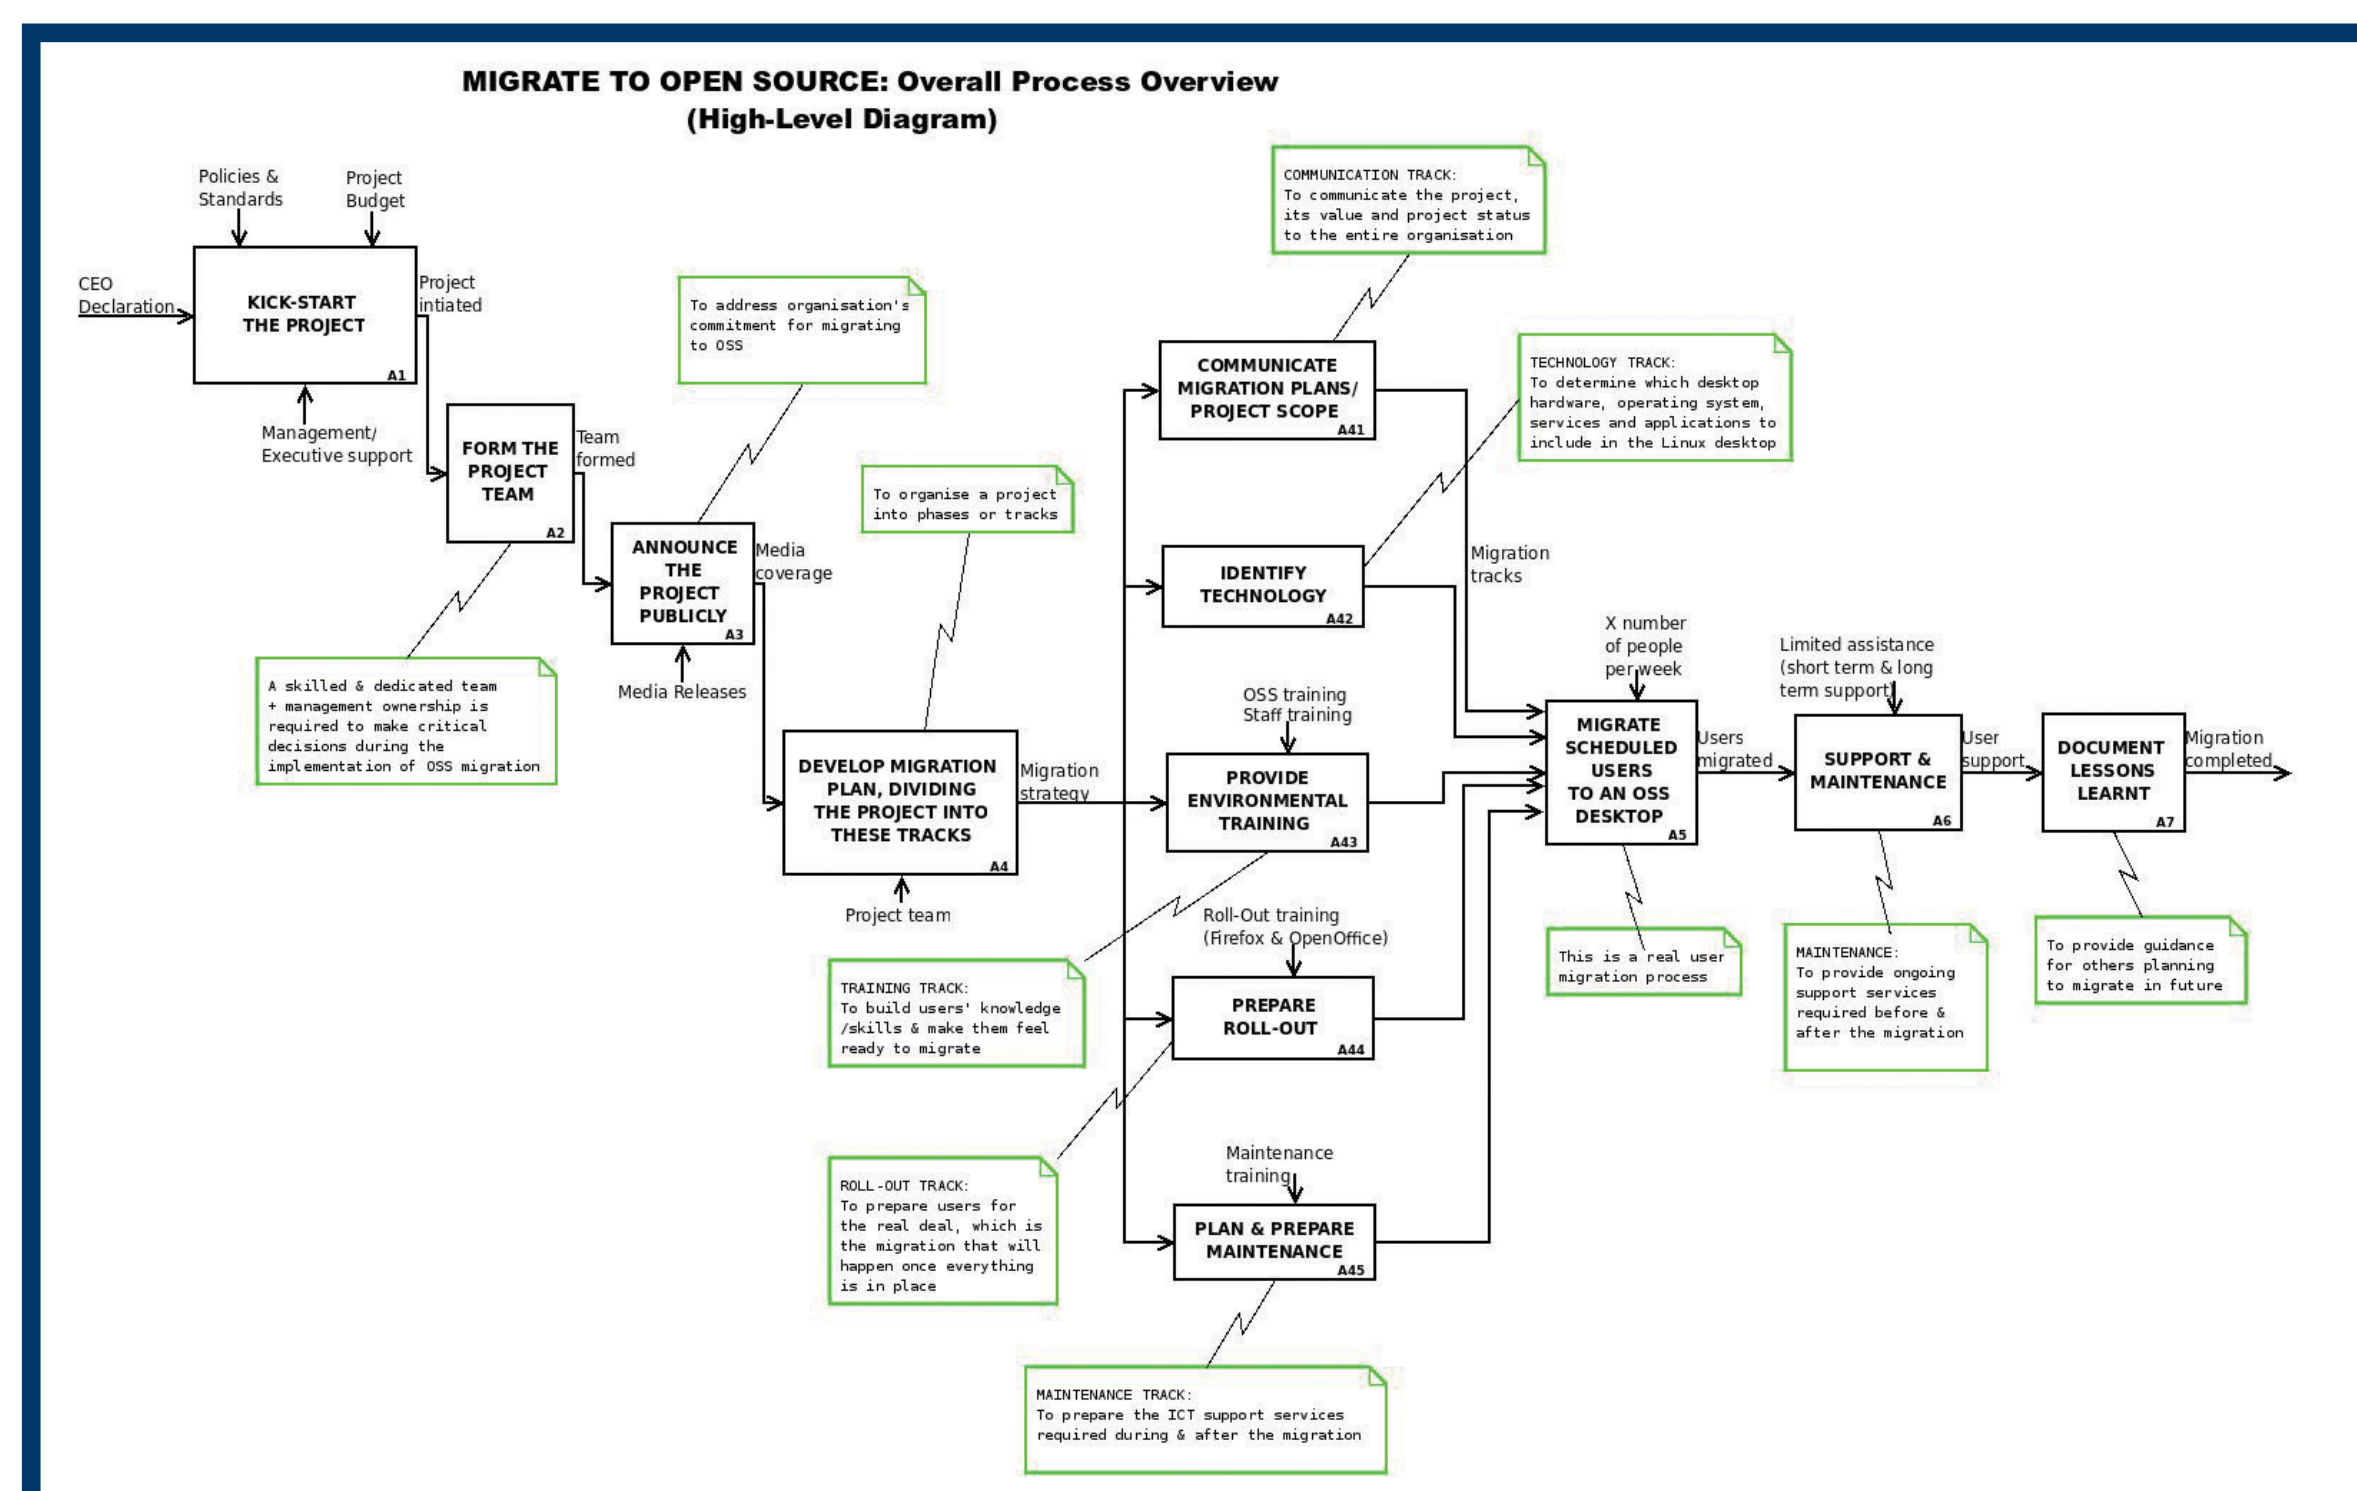 MIGRATE TO OPEN SOURCE: Overall Process Overview
(High-Level Diagram)
Policies &
Standards
Project
Budget
CEO
Declaration
KICK-START
THE PROJECT
A1
Project
intiated
Management/
Executive support
FORM THE
PROJECT
TEAM
A2
Team
formed
A skilled & dedicated team
+ management ownership is
required to make critical
decisions during the
implementation of OSS migration
To address organisation's
commitment for migrating
to OSS
ANNOUNCE
THE
PROJECT
PUBLICLY
A3
Media
coverage
Media Releases
To organise a project
into phases or tracks
DEVELOP MIGRATION
PLAN, DIVIDING
THE PROJECT INTO
THESE TRACKS
A4
Migration
strategy
Project team
COMMUNICATION TRACK:
To communicate the project,
its value and project status
to the entire organisation
COMMUNICATE
MIGRATION PLANS/
PROJECT SCOPE
A41
TECHNOLOGY TRACK:
To determine which desktop
hardware, operating system,
services and applications to
include in the Linux desktop
IDENTIFY
TECHNOLOGY
A42
Migration
tracks
OSS training
Staff training
PROVIDE
ENVIRONMENTAL
TRAINING
A43
TRAINING TRACK:
To build users' knowledge
/skills & make them feel
ready to migrate
Roll-Out training
(Firefox & OpenOffice)
PREPARE
ROLL-OUT
A44
ROLL-OUT TRACK:
To prepare users for
the real deal, which is
the migration that will
happen once everything
is in place
Maintenance
training
PLAN & PREPARE
MAINTENANCE
A45
MAINTENANCE TRACK:
To prepare the ICT support services
required during & after the migration
X number
of people
per week
MIGRATE
SCHEDULED
USERS
TO AN OSS
DESKTOP
A5
Users
migrated
This is a real user
migration process
Limited assistance
(short term & long
term support)
SUPPORT &
MAINTENANCE
A6
User
support
MAINTENANCE:
To provide ongoing
support services
required before &
after the migration
DOCUMENT
LESSONS
LEARNT
A7
Migration
completed
To provide guidance
for others planning
to migrate in future